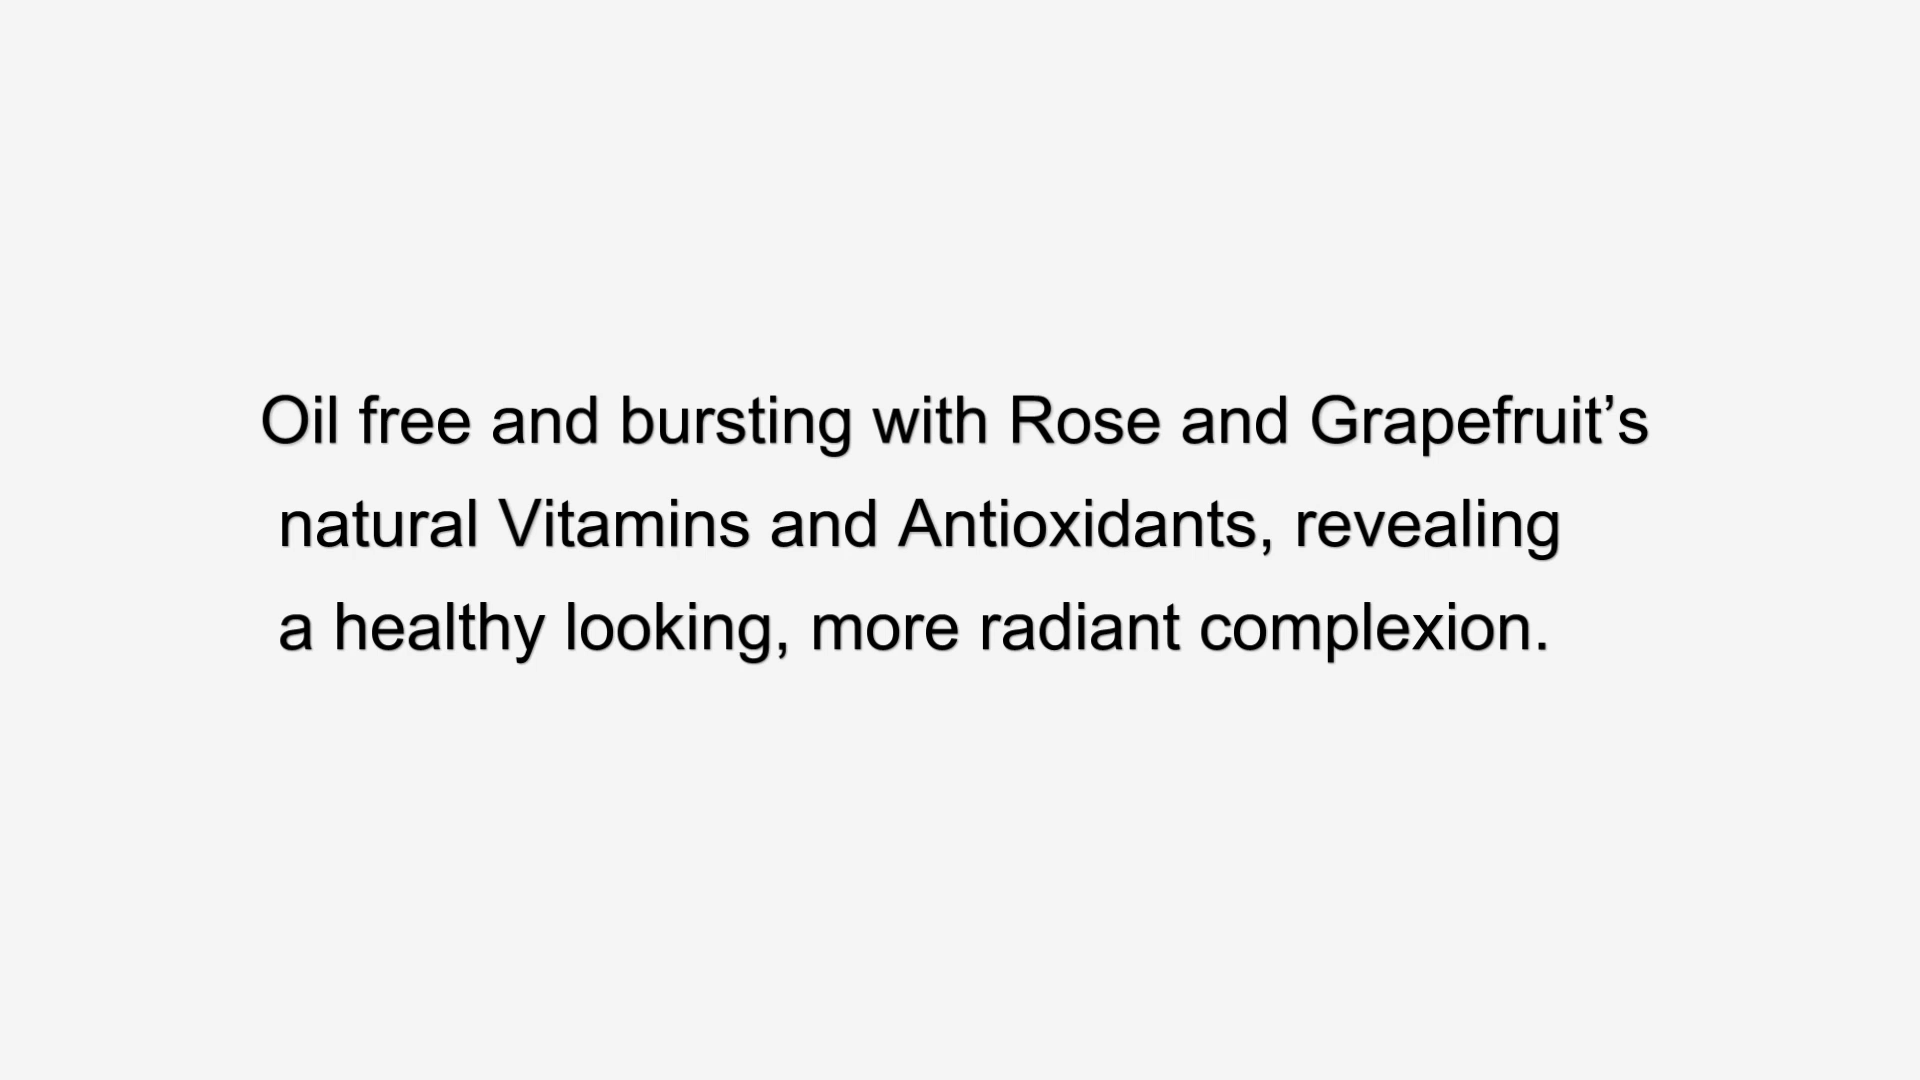 Oil free and bursting with Rose and Grapefruit’s
natural Vitamins and Antioxidants, revealing
a healthy looking, more radiant complexion.